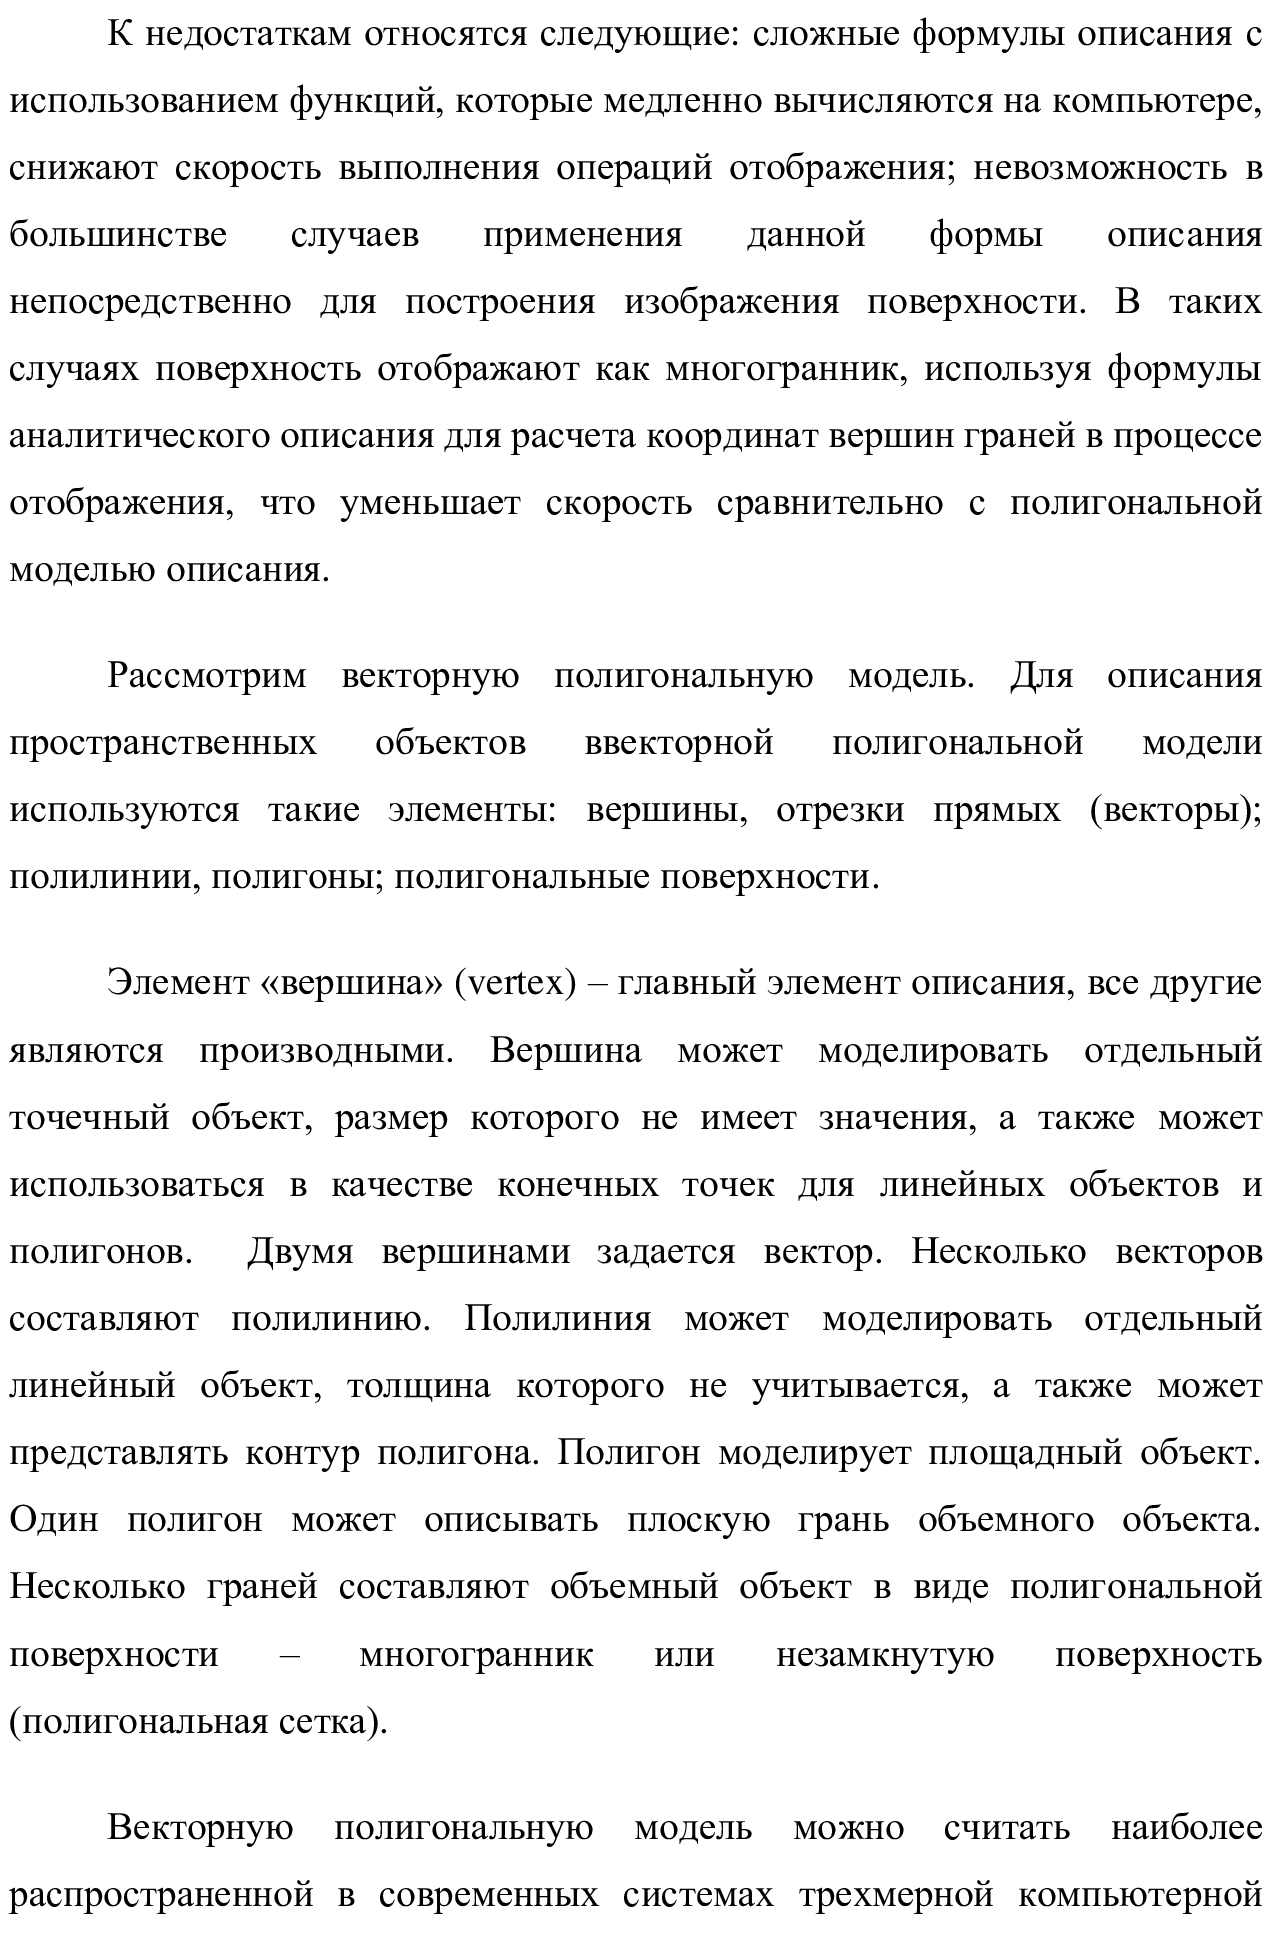 К недостаткам относятся следующие: сложные формулы описания с
использованием функций, которые медленно вычисляются на компьютере,
снижают скорость выполнения операций отображения; невозможность в
большинстве случаев применения данной формы описания
непосредственно для построения изображения поверхности. В таких
случаях поверхность отображают как многогранник, используя формулы
аналитического описания для расчета координат вершин граней в процессе
отображения, что уменьшает скорость сравнительно с полигональной
моделью описания.
Рассмотрим векторную полигональную модель. Для описания
пространственных объектов ввекторной полигональной модели
используются такие элементы: вершины, отрезки прямых (векторы);
полилинии, полигоны; полигональные поверхности.
Элемент «вершина» (vertex) – главный элемент описания, все другие
являются производными. Вершина может моделировать отдельный
точечный объект, размер которого не имеет значения, а также может
использоваться в качестве конечных точек для линейных объектов и
полигонов. Двумя вершинами задается вектор. Несколько векторов
составляют полилинию. Полилиния может моделировать отдельный
линейный объект, толщина которого не учитывается, а также может
представлять контур полигона. Полигон моделирует площадный объект.
Один полигон может описывать плоскую грань объемного объекта.
Несколько граней составляют объемный объект в виде полигональной
поверхности – многогранник или незамкнутую поверхность
(полигональная сетка).
Векторную полигональную модель можно считать наиболее
распространенной в современных системах трехмерной компьютерной